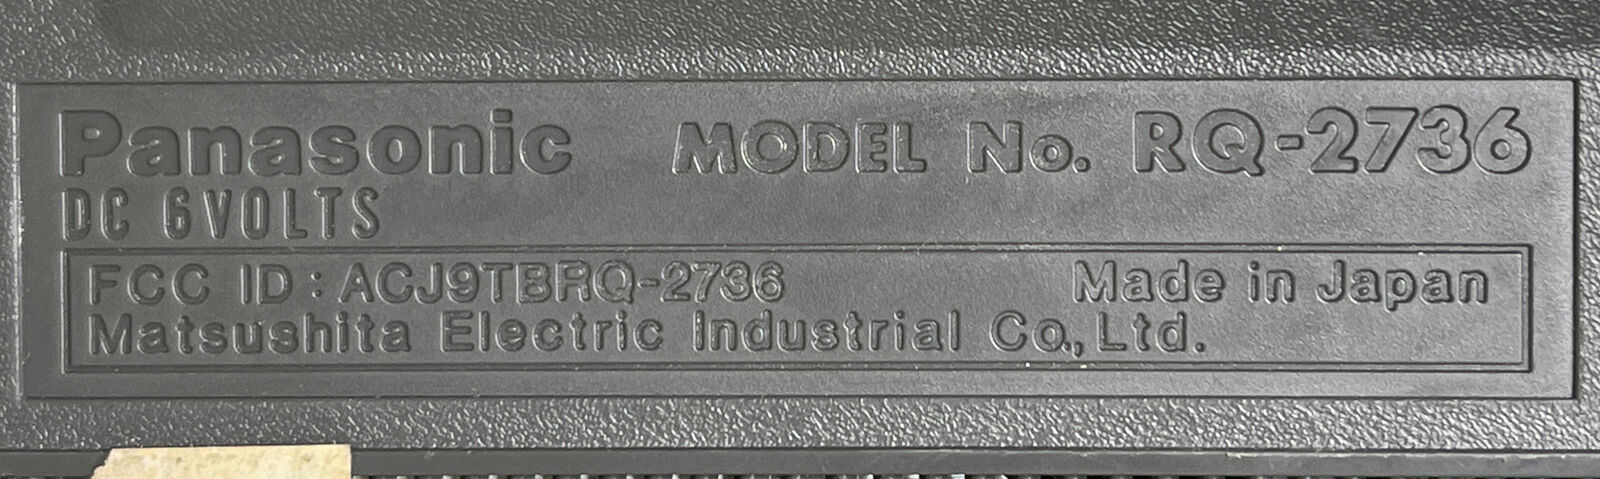 Panasonic MODEL No. RQ-2736
DC 6VOLTS
FCC ID : ACJ9TBRQ-2736 Made in Japan
Matsushita Electric Industrial Co., Ltd.